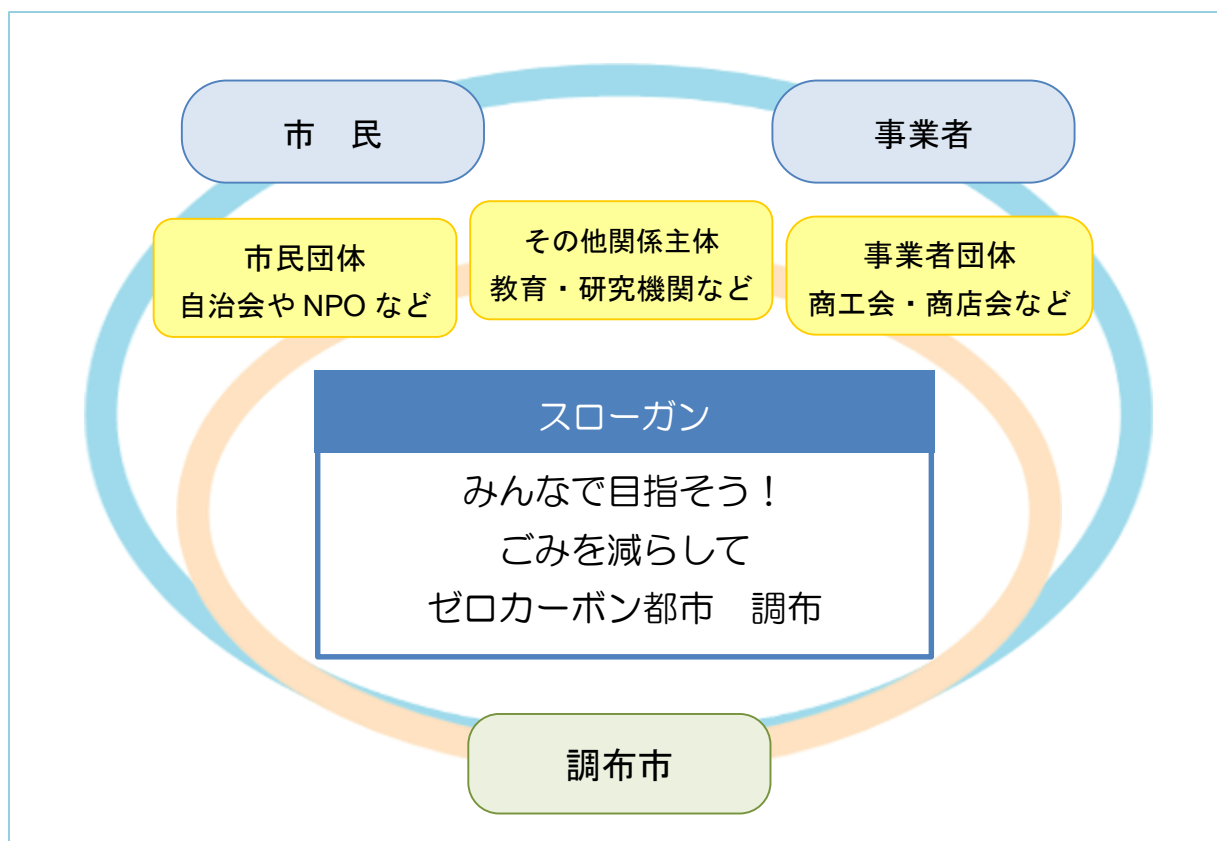 市　民
事業者
市民団体
自治会や NPO など
その他関係主体
教育・研究機関など
事業者団体
商工会・商店会など
スローガン
みんなで目指そう！
ごみを減らして
ゼロカーボン都市　調布
調布市